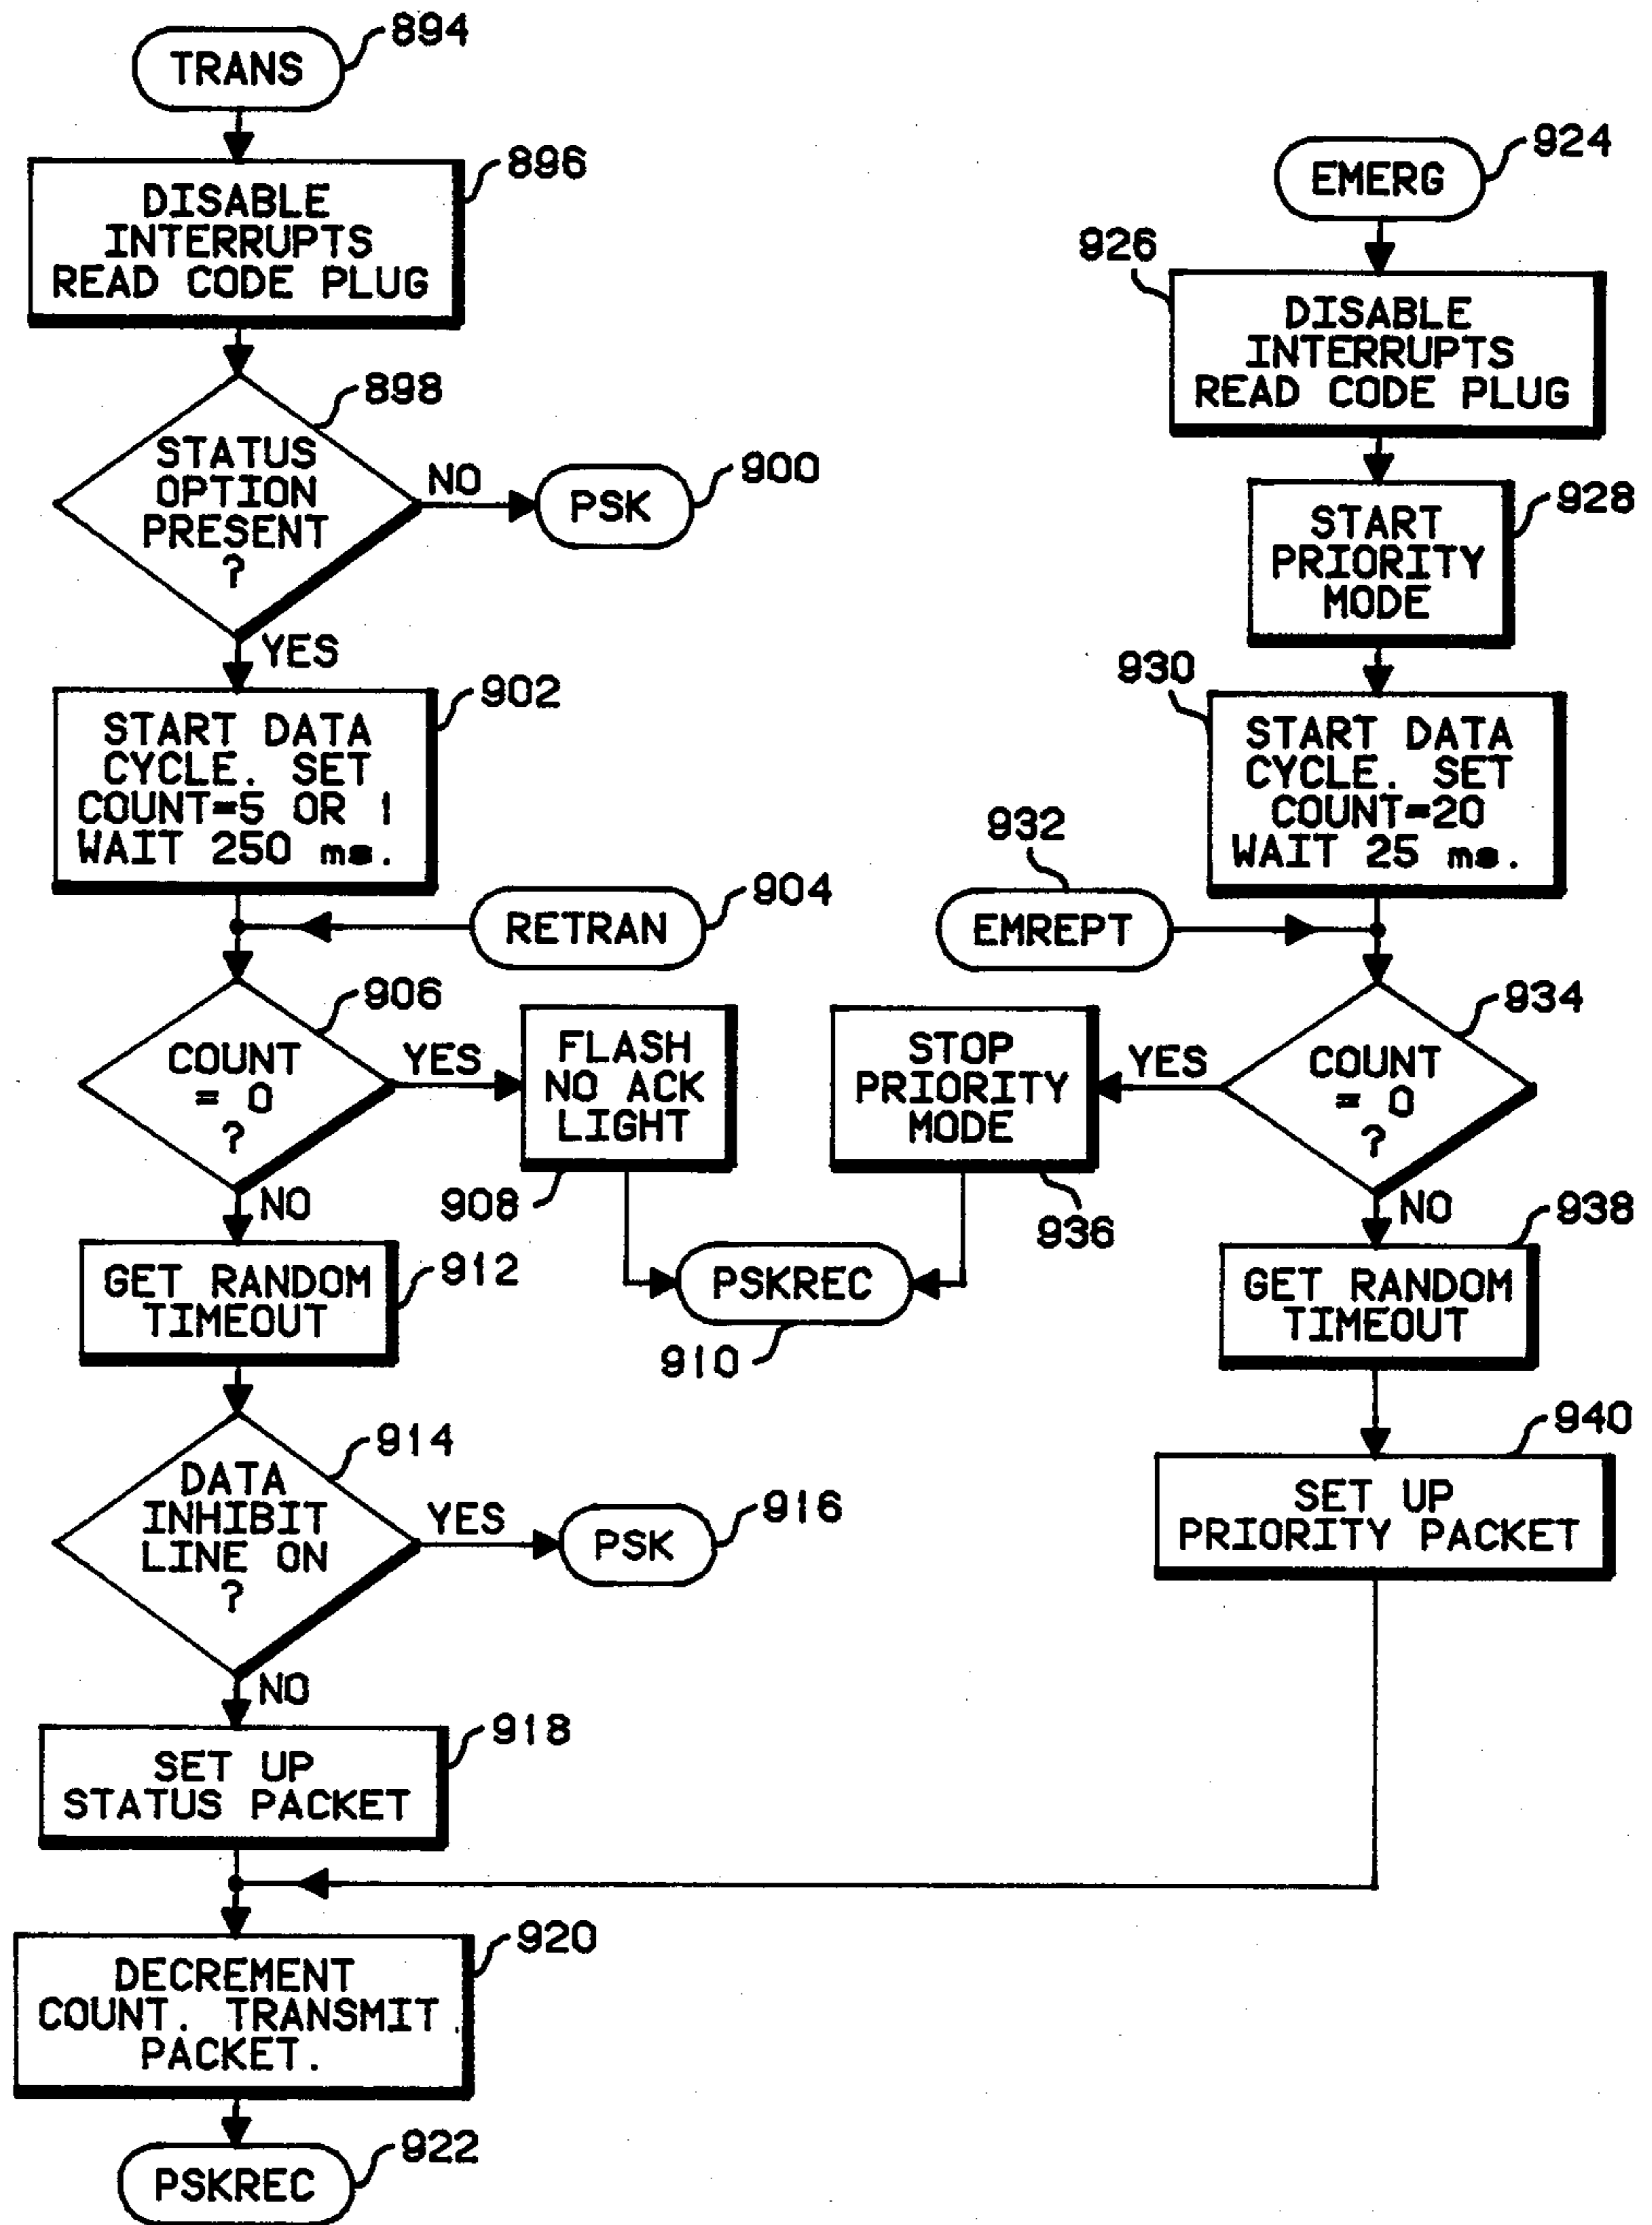 TRANS
894
DISABLE
INTERRUPTS
READ CODE PLUG
896
STATUS
OPTION
PRESENT
?
898
NO
PSK
900
YES
START DATA
CYCLE. SET
COUNT=5 OR 1
WAIT 250 ms.
902
RETRAN
904
COUNT
= 0
?
906
YES
FLASH
NO ACK
LIGHT
908
PSKREC
910
NO
GET RANDOM
TIMEOUT
912
DATA
INHIBIT
LINE ON
?
914
YES
PSK
916
NO
SET UP
STATUS PACKET
918
DECREMENT
COUNT. TRANSMIT
PACKET.
920
PSKREC
922
EMERG
924
926
DISABLE
INTERRUPTS
READ CODE PLUG
START
PRIORITY
MODE
928
930
START DATA
CYCLE. SET
COUNT=20
WAIT 25 ms.
932
EMREPT
COUNT
= 0
?
934
YES
STOP
PRIORITY
MODE
936
NO
GET RANDOM
TIMEOUT
938
SET UP
PRIORITY PACKET
940